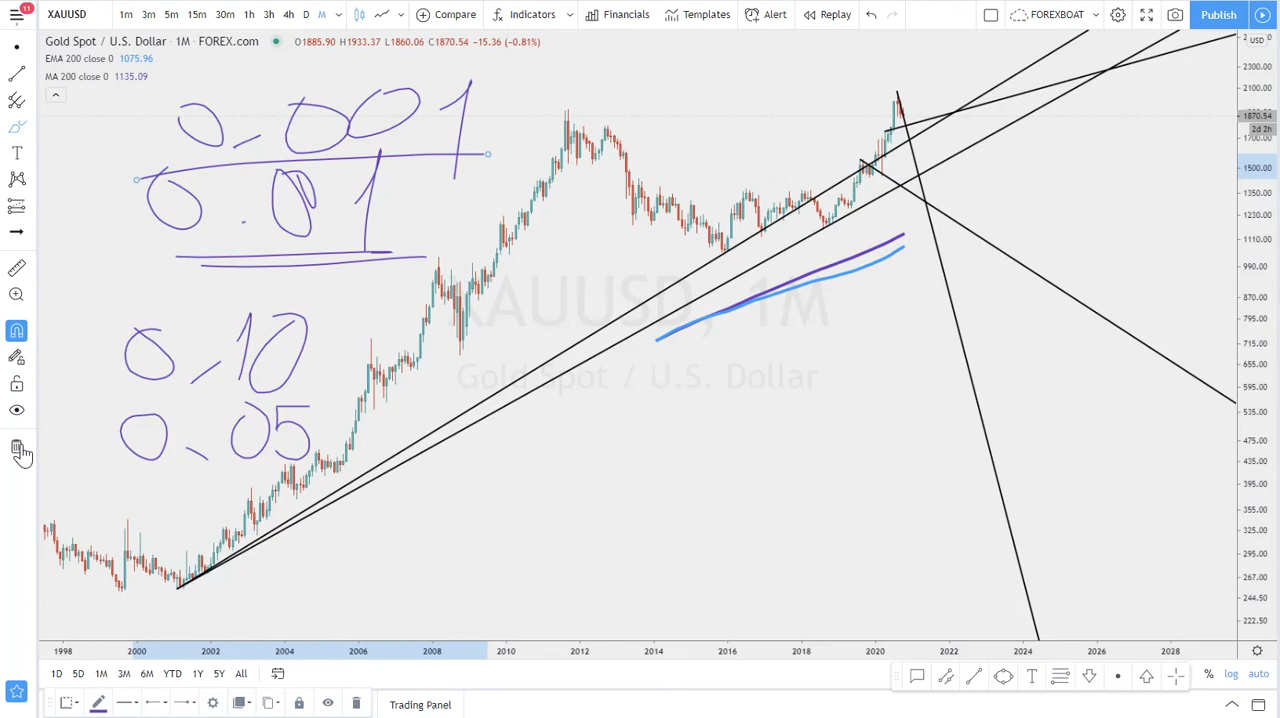 11
XAUUSD 1m 3m 5m 15m 30m 1h 3h 4h D M Compare Indicators Financials Templates Alert Replay FOREXBOAT Publish
Gold Spot / U.S. Dollar · 1M · FOREX.com O1885.90 H1933.37 L1860.06 C1870.54 -15.36 (-0.81%)
USD
EMA 200 close 0 1075.96
MA 200 close 0 1135.09
2300.00
2100.00
1870.54
2d 2h
1700.00
1500.00
1350.00
1230.00
1110.00
990.00
870.00
795.00
715.00
655.00
595.00
535.00
475.00
435.00
395.00
355.00
325.00
295.00
267.00
244.50
222.50
0.001
0.01
0.10
0.05
XAUUSD, 1M
Gold Spot / U.S. Dollar
1998 2000 2002 2004 2006 2008 2010 2012 2014 2016 2018 2020 2022 2024 2026 2028
1D 5D 1M 3M 6M YTD 1Y 5Y All T % log auto
Trading Panel